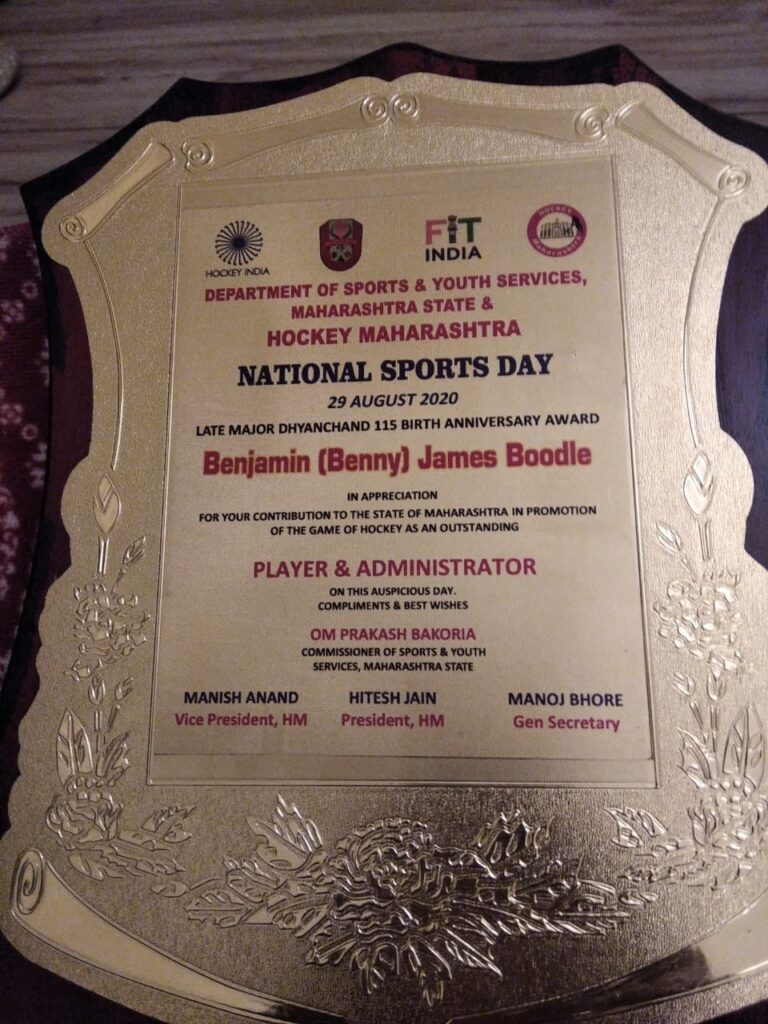 HOCKEY INDIA
FIT
INDIA
HOCKEY
MAHARASHTRA
DEPARTMENT OF SPORTS & YOUTH SERVICES,
MAHARASHTRA STATE &
HOCKEY MAHARASHTRA
NATIONAL SPORTS DAY
29 AUGUST 2020
LATE MAJOR DHYANCHAND 115 BIRTH ANNIVERSARY AWARD
Benjamin (Benny) James Boodle
IN APPRECIATION
FOR YOUR CONTRIBUTION TO THE STATE OF MAHARASHTRA IN PROMOTION
OF THE GAME OF HOCKEY AS AN OUTSTANDING
PLAYER & ADMINISTRATOR
ON THIS AUSPICIOUS DAY.
COMPLIMENTS & BEST WISHES
OM PRAKASH BAKORIA
COMMISSIONER OF SPORTS & YOUTH
SERVICES, MAHARASHTRA STATE
MANISH ANAND HITESH JAIN MANOJ BHORE
Vice President, HM President, HM Gen Secretary